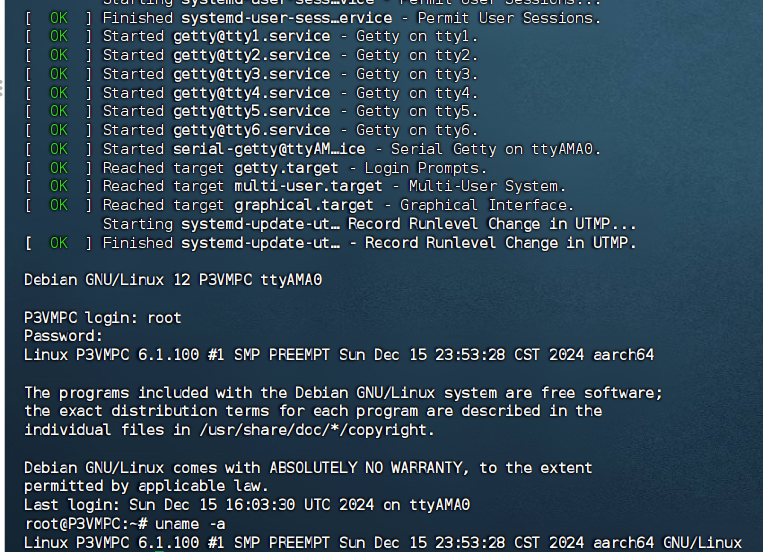 Starting systemd-user-sess…ervice - Permit User Sessions...
[  OK  ] Finished systemd-user-sess…ervice - Permit User Sessions.
[  OK  ] Started getty@tty1.service - Getty on tty1.
[  OK  ] Started getty@tty2.service - Getty on tty2.
[  OK  ] Started getty@tty3.service - Getty on tty3.
[  OK  ] Started getty@tty4.service - Getty on tty4.
[  OK  ] Started getty@tty5.service - Getty on tty5.
[  OK  ] Started getty@tty6.service - Getty on tty6.
[  OK  ] Started serial-getty@ttyAM…ice - Serial Getty on ttyAMA0.
[  OK  ] Reached target getty.target - Login Prompts.
[  OK  ] Reached target multi-user.target - Multi-User System.
[  OK  ] Reached target graphical.target - Graphical Interface.
Starting systemd-update-ut… Record Runlevel Change in UTMP...
[  OK  ] Finished systemd-update-ut… - Record Runlevel Change in UTMP.
Debian GNU/Linux 12 P3VMPC ttyAMA0
P3VMPC login: root
Password:
Linux P3VMPC 6.1.100 #1 SMP PREEMPT Sun Dec 15 23:53:28 CST 2024 aarch64
The programs included with the Debian GNU/Linux system are free software;
the exact distribution terms for each program are described in the
individual files in /usr/share/doc/*/copyright.
Debian GNU/Linux comes with ABSOLUTELY NO WARRANTY, to the extent
permitted by applicable law.
Last login: Sun Dec 15 16:03:30 UTC 2024 on ttyAMA0
root@P3VMPC:~# uname -a
Linux P3VMPC 6.1.100 #1 SMP PREEMPT Sun Dec 15 23:53:28 CST 2024 aarch64 GNU/Linux